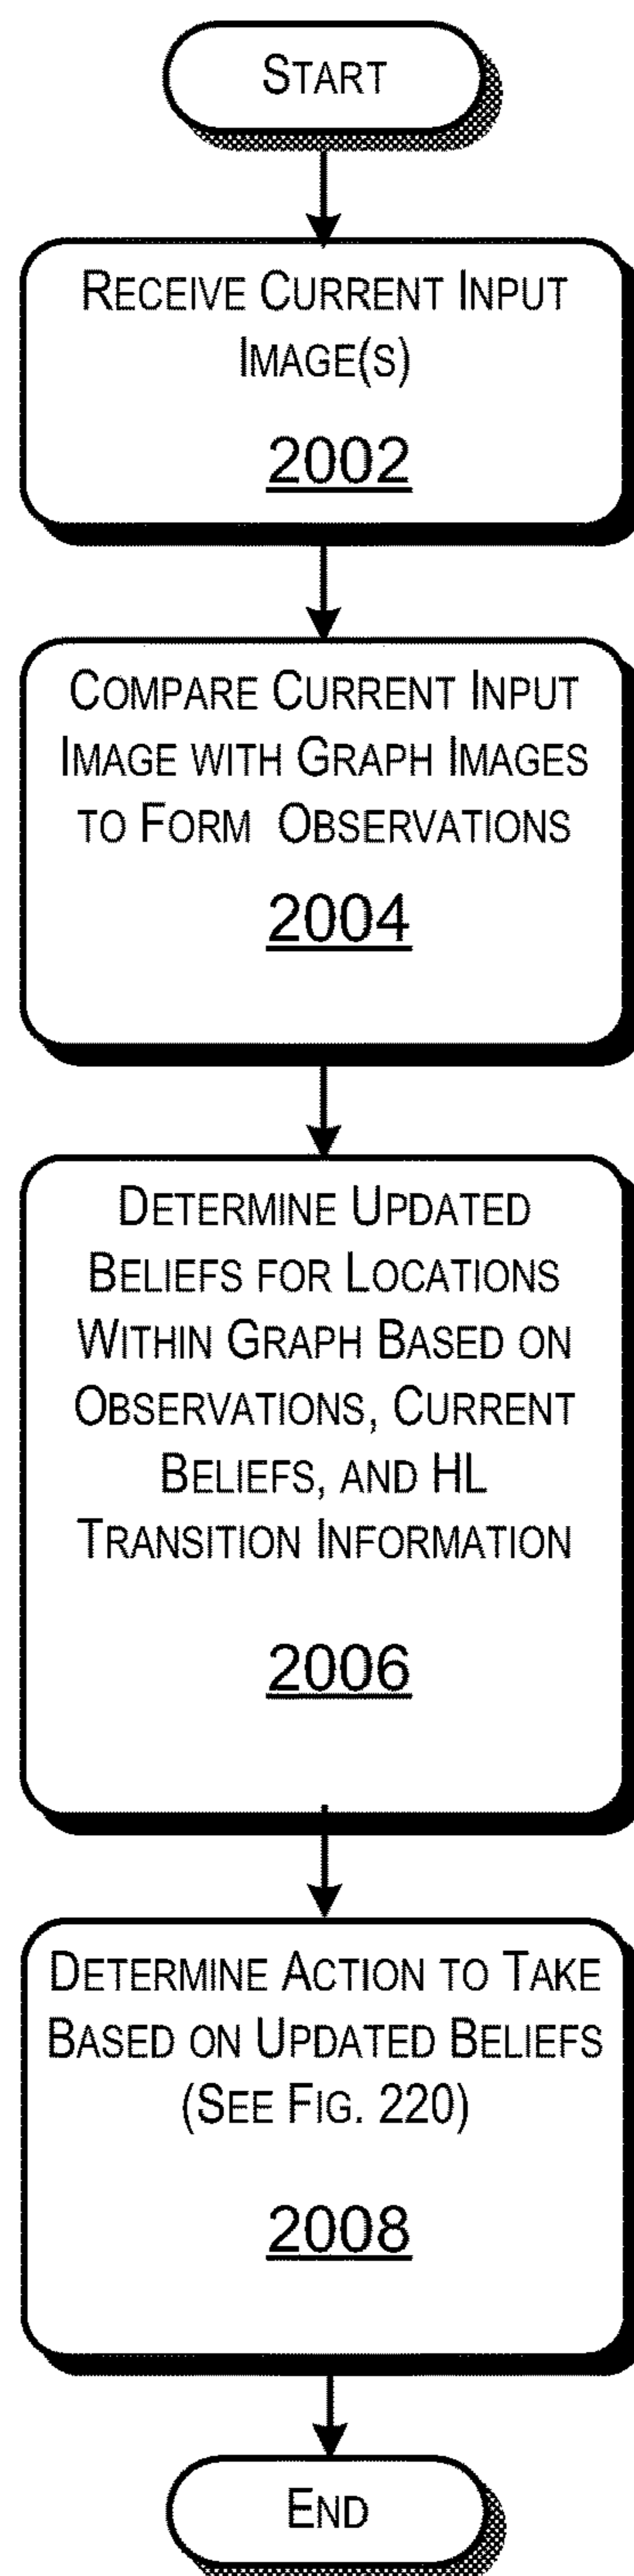 START
RECEIVE CURRENT INPUT
IMAGE(S)
2002
COMPARE CURRENT INPUT
IMAGE WITH GRAPH IMAGES
TO FORM OBSERVATIONS
2004
DETERMINE UPDATED
BELIEFS FOR LOCATIONS
WITHIN GRAPH BASED ON
OBSERVATIONS, CURRENT
BELIEFS, AND HL
TRANSITION INFORMATION
2006
DETERMINE ACTION TO TAKE
BASED ON UPDATED BELIEFS
(SEE FIG. 220)
2008
END